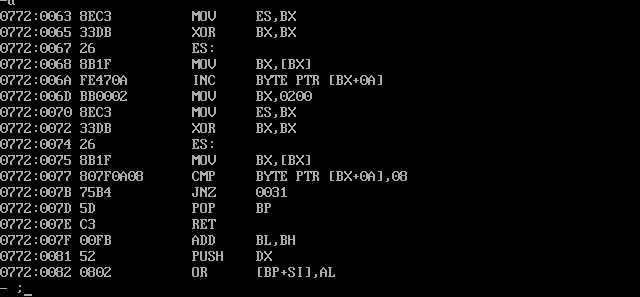 -u
0772:0063 8EC3 MOV ES,BX
0772:0065 33DB XOR BX,BX
0772:0067 26 ES:
0772:0068 8B1F MOV BX,[BX]
0772:006A FE470A INC BYTE PTR [BX+0A]
0772:006D BB0002 MOV BX,0200
0772:0070 8EC3 MOV ES,BX
0772:0072 33DB XOR BX,BX
0772:0074 26 ES:
0772:0075 8B1F MOV BX,[BX]
0772:0077 807F0A08 CMP BYTE PTR [BX+0A],08
0772:007B 75B4 JNZ 0031
0772:007D 5D POP BP
0772:007E C3 RET
0772:007F 00FB ADD BL,BH
0772:0081 52 PUSH DX
0772:0082 0802 OR [BP+SI],AL
- ;_